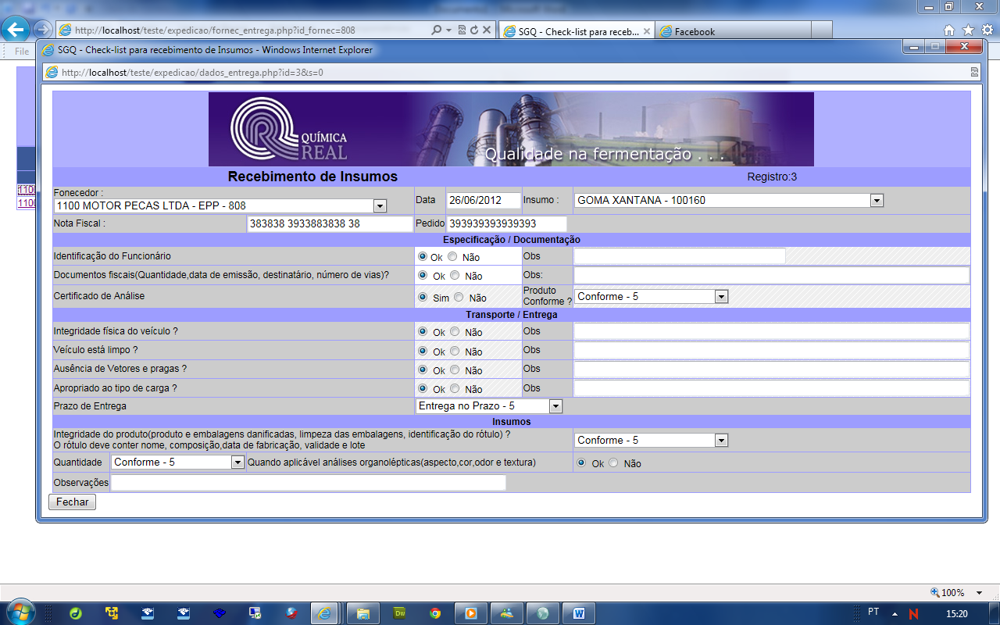 http://localhost/teste/expedicao/fornec_entrega.php?id_fornec=808
SGQ - Check-list para receb...
Facebook
File
SGQ - Check-list para recebimento de Insumos - Windows Internet Explorer
http://localhost/teste/expedicao/dados_entrega.php?id=3&s=0
QUÍMICA
REAL
Qualidade na fermentação . . .
Recebimento de Insumos
Registro:3
Fonecedor :
1100 MOTOR PECAS LTDA - EPP - 808
Data
26/06/2012
Insumo :
GOMA XANTANA - 100160
Nota Fiscal :
383838 3933883838 38
Pedido
393939393939393
Especificação / Documentação
Identificação do Funcionário
Ok
Não
Obs
Documentos fiscais(Quantidade,data de emissão, destinatário, número de vias)?
Ok
Não
Obs:
Certificado de Análise
Sim
Não
Produto
Conforme ?
Conforme - 5
Transporte / Entrega
Integridade física do veículo ?
Ok
Não
Obs
Veículo está limpo ?
Ok
Não
Obs
Ausência de Vetores e pragas ?
Ok
Não
Obs
Apropriado ao tipo de carga ?
Ok
Não
Obs
Prazo de Entrega
Entrega no Prazo - 5
Insumos
Integridade do produto(produto e embalagens danificadas, limpeza das embalagens, identificação do rótulo) ?
O rótulo deve conter nome, composição,data de fabricação, validade e lote
Conforme - 5
Quantidade
Conforme - 5
Quando aplicável análises organolépticas(aspecto,cor,odor e textura)
Ok
Não
Observações
Fechar
1100
1100
100%
Dw
W
PT
N
15:20